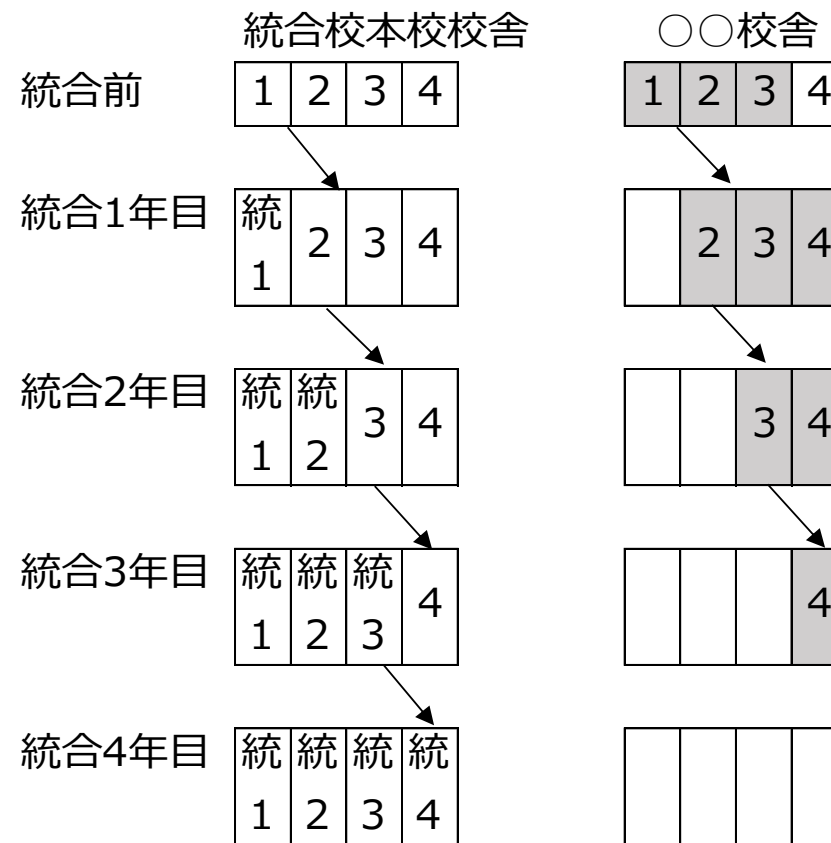 統合校本校校舎 ○○校舎
統合前 1 2 3 4 1 2 3 4
統合1年目 統1 2 3 4 2 3 4
統合2年目 統1 統2 3 4 3 4
統合3年目 統1 統2 統3 4 4
統合4年目 統1 統2 統3 統4